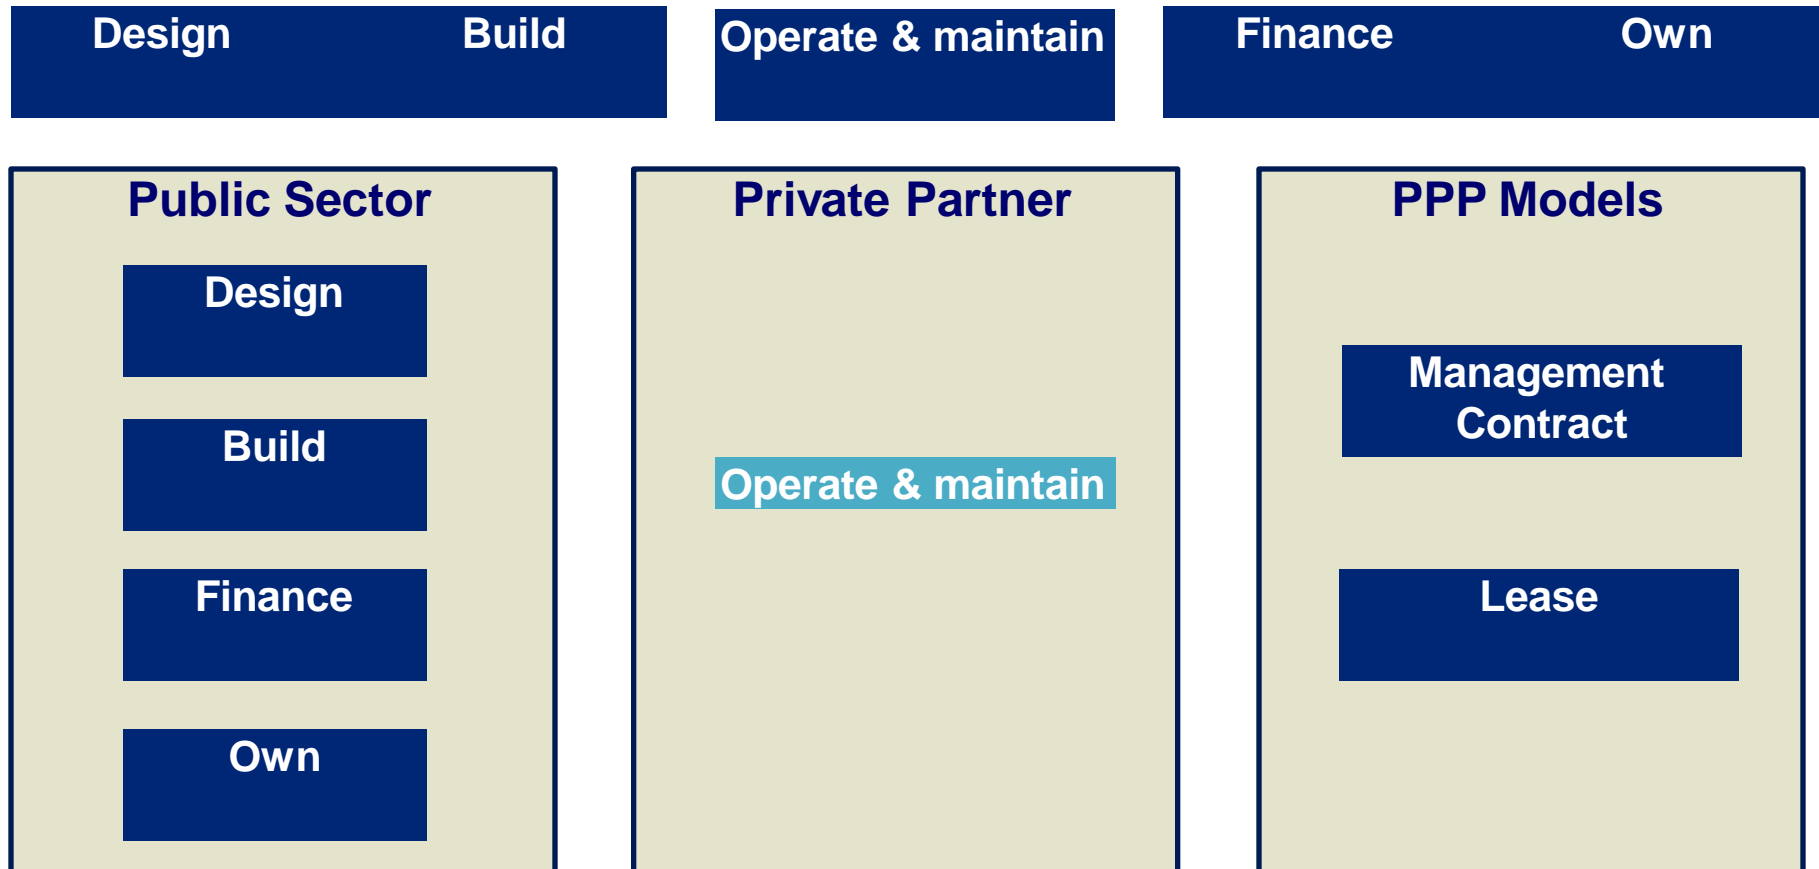 Design Build Operate & maintain Finance Own
Public Sector
Design
Build
Finance
Own
Private Partner
Operate & maintain
PPP Models
Management
Contract
Lease